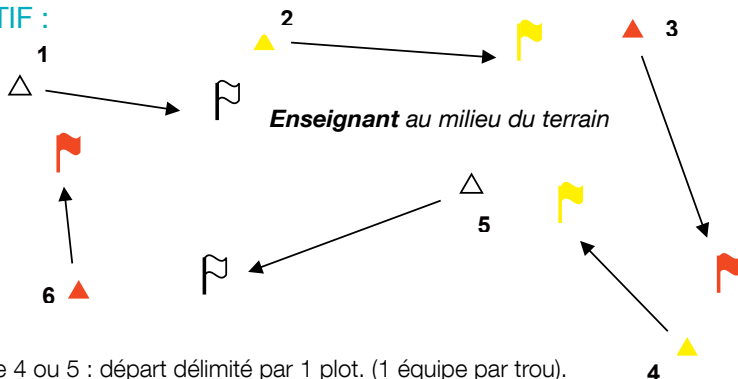 TIF :
2
3
1
Enseignant au milieu du terrain
5
6
e 4 ou 5 : départ délimité par 1 plot. (1 équipe par trou).
4